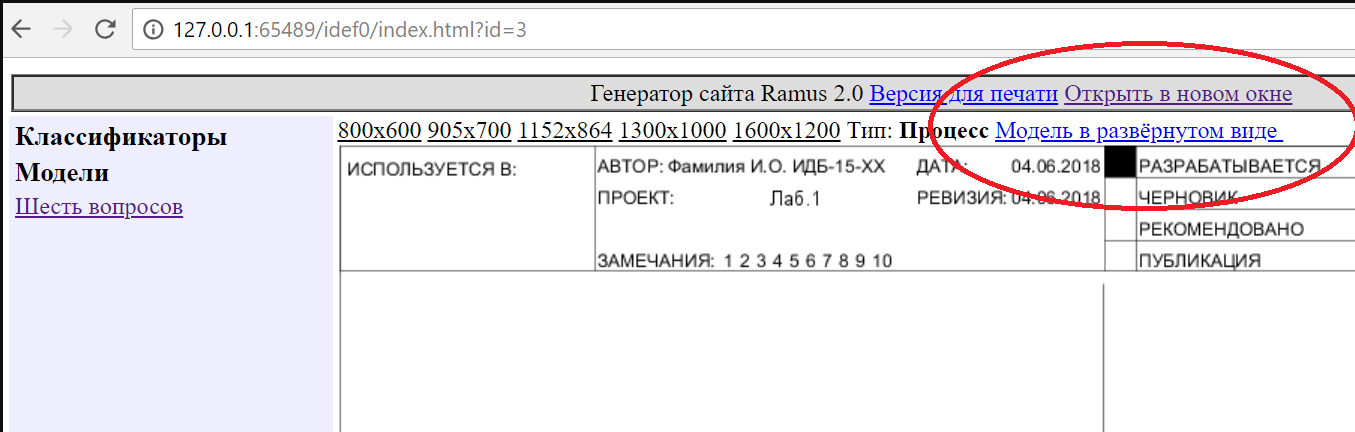 127.0.0.1:65489/idef0/index.html?id=3
Генератор сайта Ramus 2.0 Версия для печати Открыть в новом окне
Классификаторы
Модели
Шесть вопросов
800x600 905x700 1152x864 1300x1000 1600x1200 Тип: Процесс Модель в развёрнутом виде
ИСПОЛЬЗУЕТСЯ В:
АВТОР: Фамилия И.О. ИДБ-15-XX
ДАТА: 04.06.2018
ПРОЕКТ: Лаб.1
РЕВИЗИЯ: 04.06.2018
ЗАМЕЧАНИЯ: 1 2 3 4 5 6 7 8 9 10
РАЗРАБАТЫВАЕТСЯ
ЧЕРНОВИК
РЕКОМЕНДОВАНО
ПУБЛИКАЦИЯ